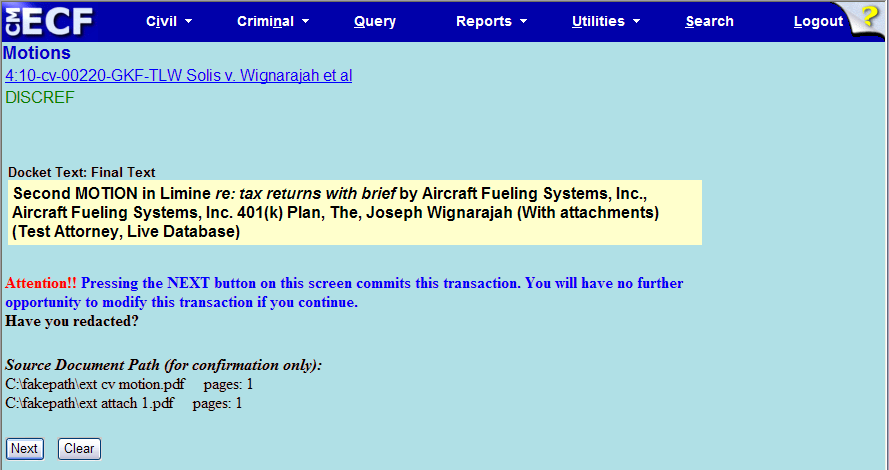 CM ECF Civil Criminal Query Reports Utilities Search Logout ?
Motions
4:10-cv-00220-GKF-TLW Solis v. Wignarajah et al
DISCREF
Docket Text: Final Text
Second MOTION in Limine re: tax returns with brief by Aircraft Fueling Systems, Inc.,
Aircraft Fueling Systems, Inc. 401(k) Plan, The, Joseph Wignarajah (With attachments)
(Test Attorney, Live Database)
Attention!! Pressing the NEXT button on this screen commits this transaction. You will have no further
opportunity to modify this transaction if you continue.
Have you redacted?
Source Document Path (for confirmation only):
C:\fakepath\ext cv motion.pdf pages: 1
C:\fakepath\ext attach 1.pdf pages: 1
Next Clear